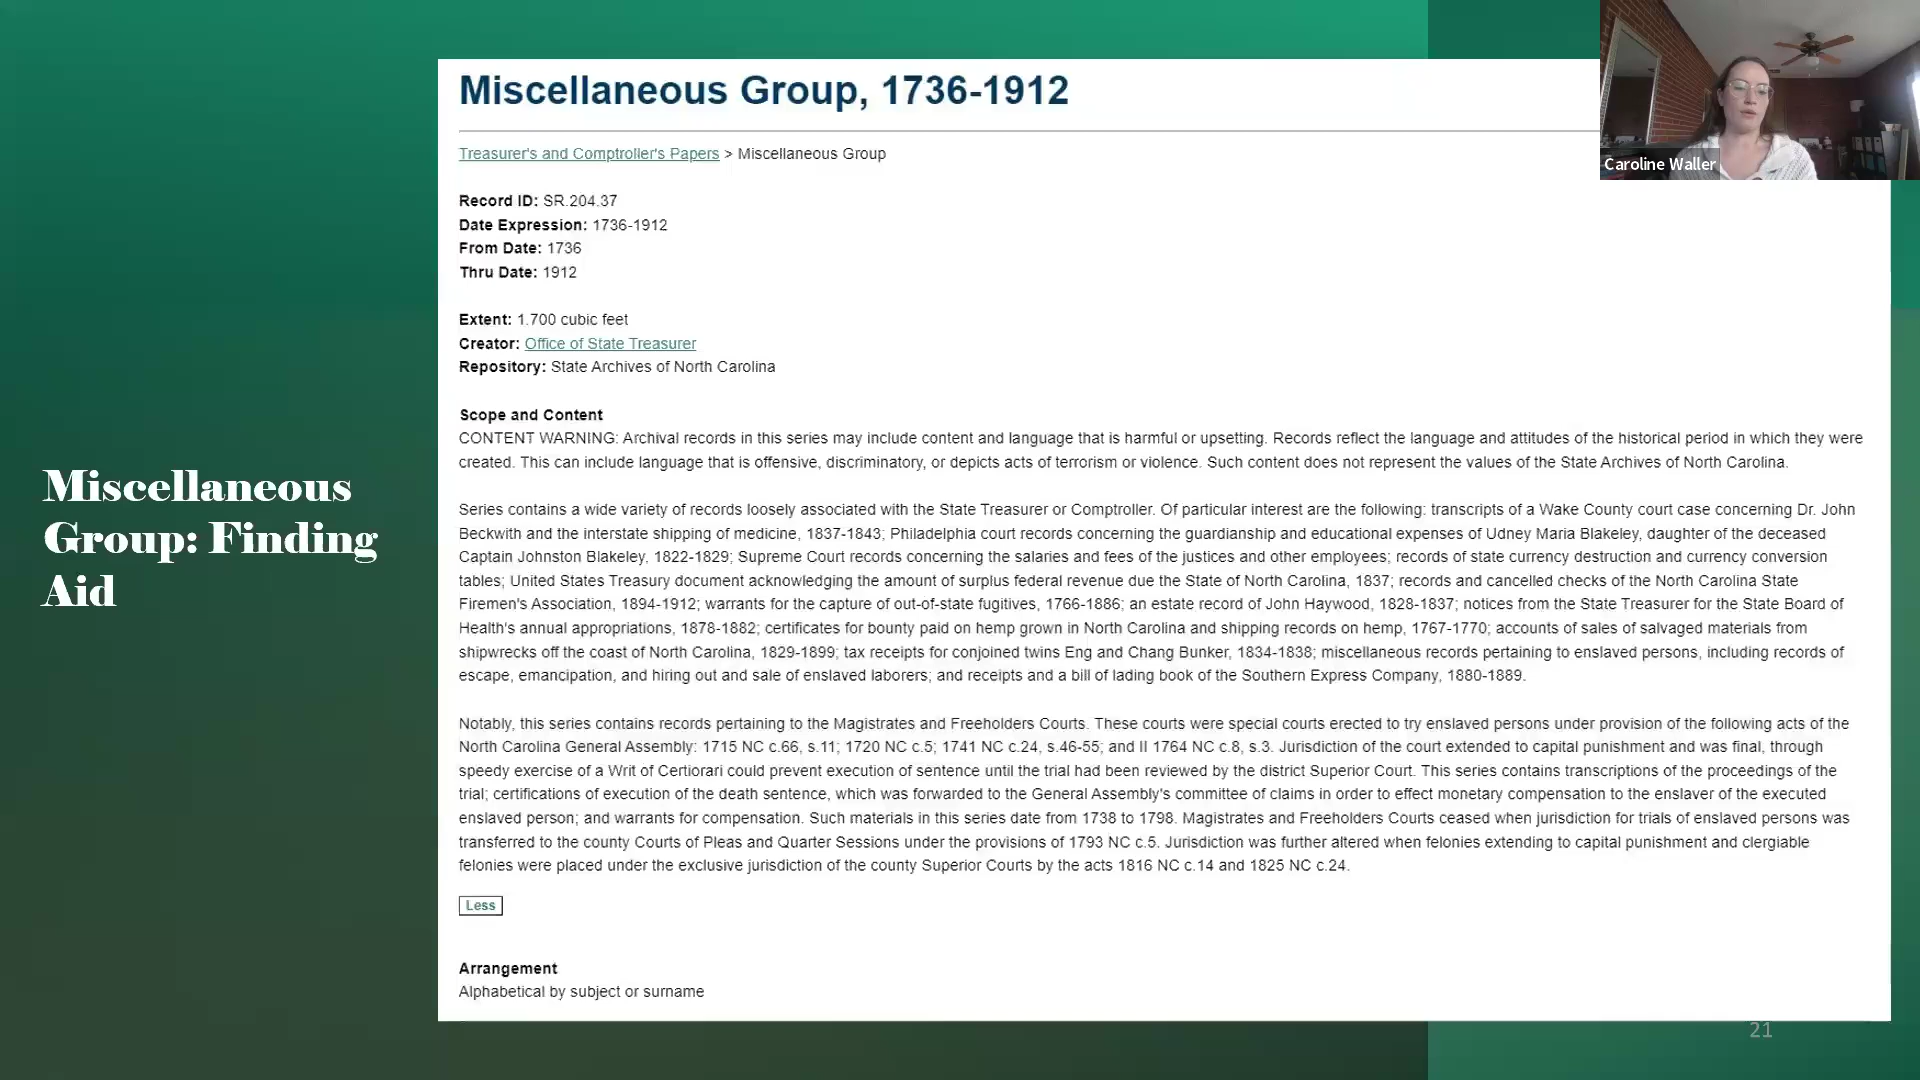 Miscellaneous Group, 1736-1912
Treasurer's and Comptroller's Papers > Miscellaneous Group
Caroline Waller
Record ID: SR.204.37
Date Expression: 1736-1912
From Date: 1736
Thru Date: 1912
Extent: 1.700 cubic feet
Creator: Office of State Treasurer
Repository: State Archives of North Carolina
Scope and Content
CONTENT WARNING: Archival records in this series may include content and language that is harmful or upsetting. Records reflect the language and attitudes of the historical period in which they were
created. This can include language that is offensive, discriminatory, or depicts acts of terrorism or violence. Such content does not represent the values of the State Archives of North Carolina.
Miscellaneous
Group: Finding
Aid
Series contains a wide variety of records loosely associated with the State Treasurer or Comptroller. Of particular interest are the following: transcripts of a Wake County court case concerning Dr. John
Beckwith and the interstate shipping of medicine, 1837-1843; Philadelphia court records concerning the guardianship and educational expenses of Udney Maria Blakeley, daughter of the deceased
Captain Johnston Blakeley, 1822-1829; Supreme Court records concerning the salaries and fees of the justices and other employees; records of state currency destruction and currency conversion
tables; United States Treasury document acknowledging the amount of surplus federal revenue due the State of North Carolina, 1837; records and cancelled checks of the North Carolina State
Firemen's Association, 1894-1912; warrants for the capture of out-of-state fugitives, 1766-1886; an estate record of John Haywood, 1828-1837; notices from the State Treasurer for the State Board of
Health's annual appropriations, 1878-1882; certificates for bounty paid on hemp grown in North Carolina and shipping records on hemp, 1767-1770; accounts of sales of salvaged materials from
shipwrecks off the coast of North Carolina, 1829-1899; tax receipts for conjoined twins Eng and Chang Bunker, 1834-1838; miscellaneous records pertaining to enslaved persons, including records of
escape, emancipation, and hiring out and sale of enslaved laborers; and receipts and a bill of lading book of the Southern Express Company, 1880-1889.
Notably, this series contains records pertaining to the Magistrates and Freeholders Courts. These courts were special courts erected to try enslaved persons under provision of the following acts of the
North Carolina General Assembly: 1715 NC c.66, s.11; 1720 NC c.5; 1741 NC c.24, s.46-55; and II 1764 NC c.8, s.3. Jurisdiction of the court extended to capital punishment and was final, through
speedy exercise of a Writ of Certiorari could prevent execution of sentence until the trial had been reviewed by the district Superior Court. This series contains transcriptions of the proceedings of the
trial; certifications of execution of the death sentence, which was forwarded to the General Assembly's committee of claims in order to effect monetary compensation to the enslaver of the executed
enslaved person; and warrants for compensation. Such materials in this series date from 1738 to 1798. Magistrates and Freeholders Courts ceased when jurisdiction for trials of enslaved persons was
transferred to the county Courts of Pleas and Quarter Sessions under the provisions of 1793 NC c.5. Jurisdiction was further altered when felonies extending to capital punishment and clergiable
felonies were placed under the exclusive jurisdiction of the county Superior Courts by the acts 1816 NC c.14 and 1825 NC c.24.
Less
Arrangement
Alphabetical by subject or surname
21